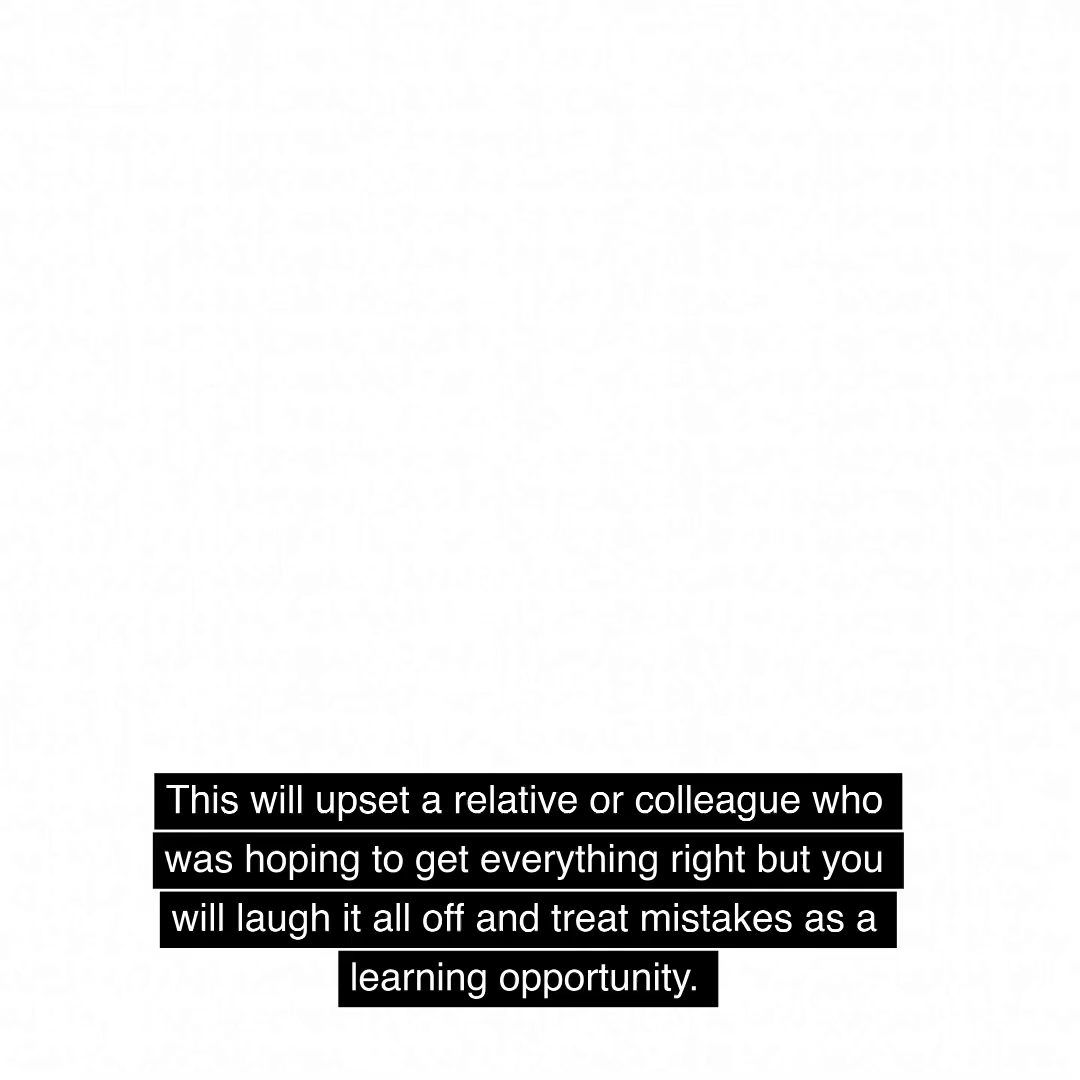 This will upset a relative or colleague who
was hoping to get everything right but you
will laugh it all off and treat mistakes as a
learning opportunity.